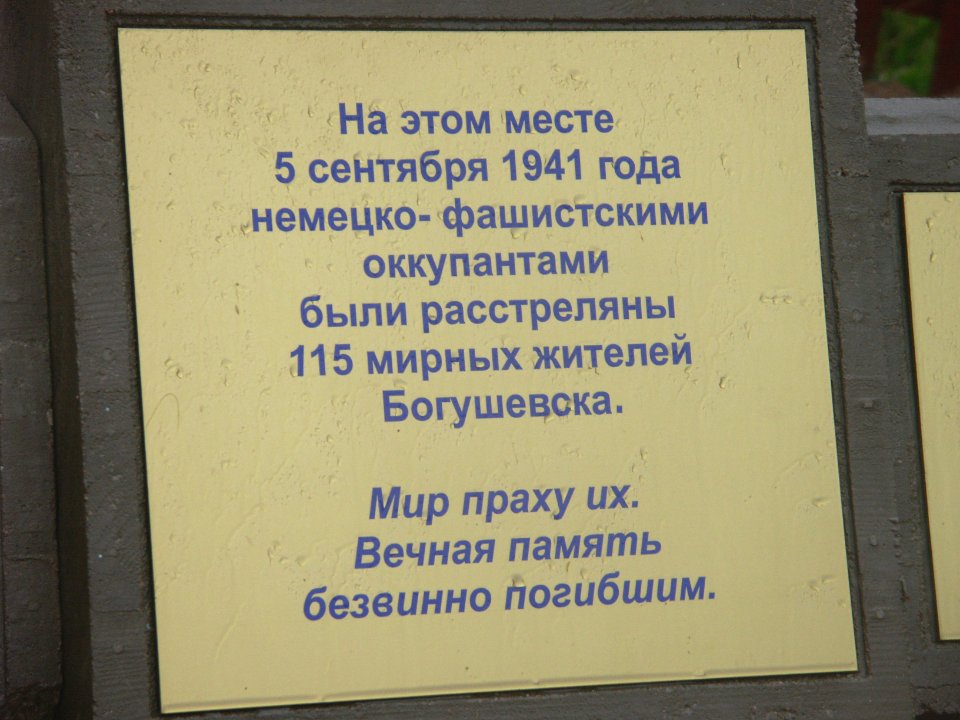 На этом месте
5 сентября 1941 года
немецко- фашистскими
оккупантами
были расстреляны
115 мирных жителей
Богушевска.
Мир праху их.
Вечная память
безвинно погибшим.